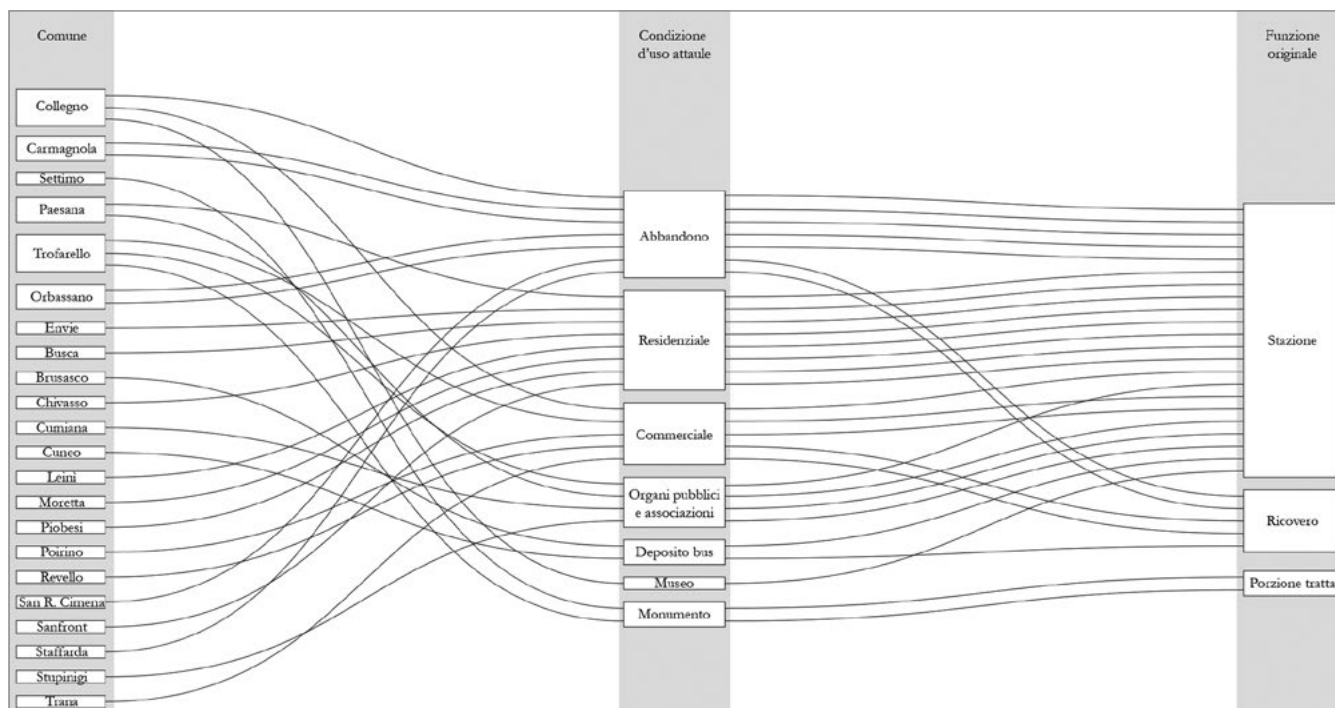 Comune
Collegno
Carmagnola
Settimo
Paesana
Trofarello
Orbassano
Envie
Busca
Brusasco
Chivasso
Cumiana
Cuneo
Leinì
Moretta
Piobesi
Poirino
Revello
San R. Cimena
Sanfront
Staffarda
Stupinigi
Trana
Condizione
d'uso attaule
Abbandono
Residenziale
Commerciale
Organi pubblici
e associazioni
Deposito bus
Museo
Monumento
Funzione
originale
Stazione
Ricovero
Porzione tratta